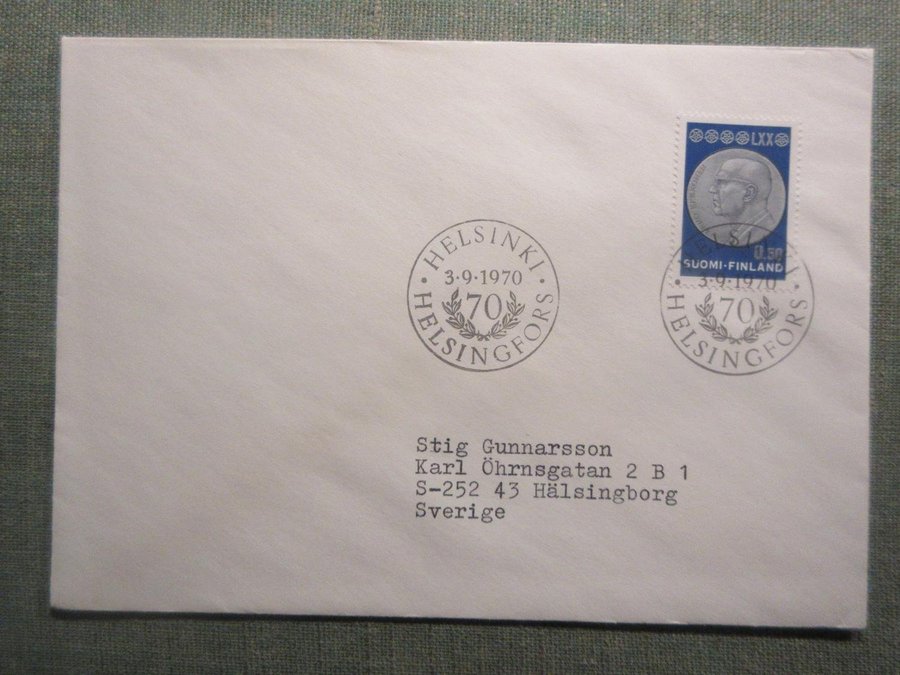 LXX
0.50
SUOMI-FINLAND
HELSINKI
3·9·1970
70
HELSINGFORS
HELSINKI
3·9·1970
70
HELSINGFORS
Stig Gunnarsson
Karl Öhrnsgatan 2 B 1
S-252 43 Hälsingborg
Sverige